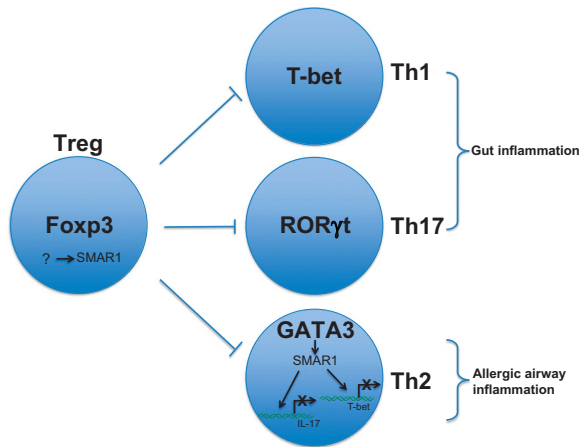 T-bet
Th1
Gut inflammation
Treg
Foxp3
? → SMAR1
RORγt
Th17
GATA3
SMAR1
X
X
IL-17
T-bet
Th2
Allergic airway
inflammation